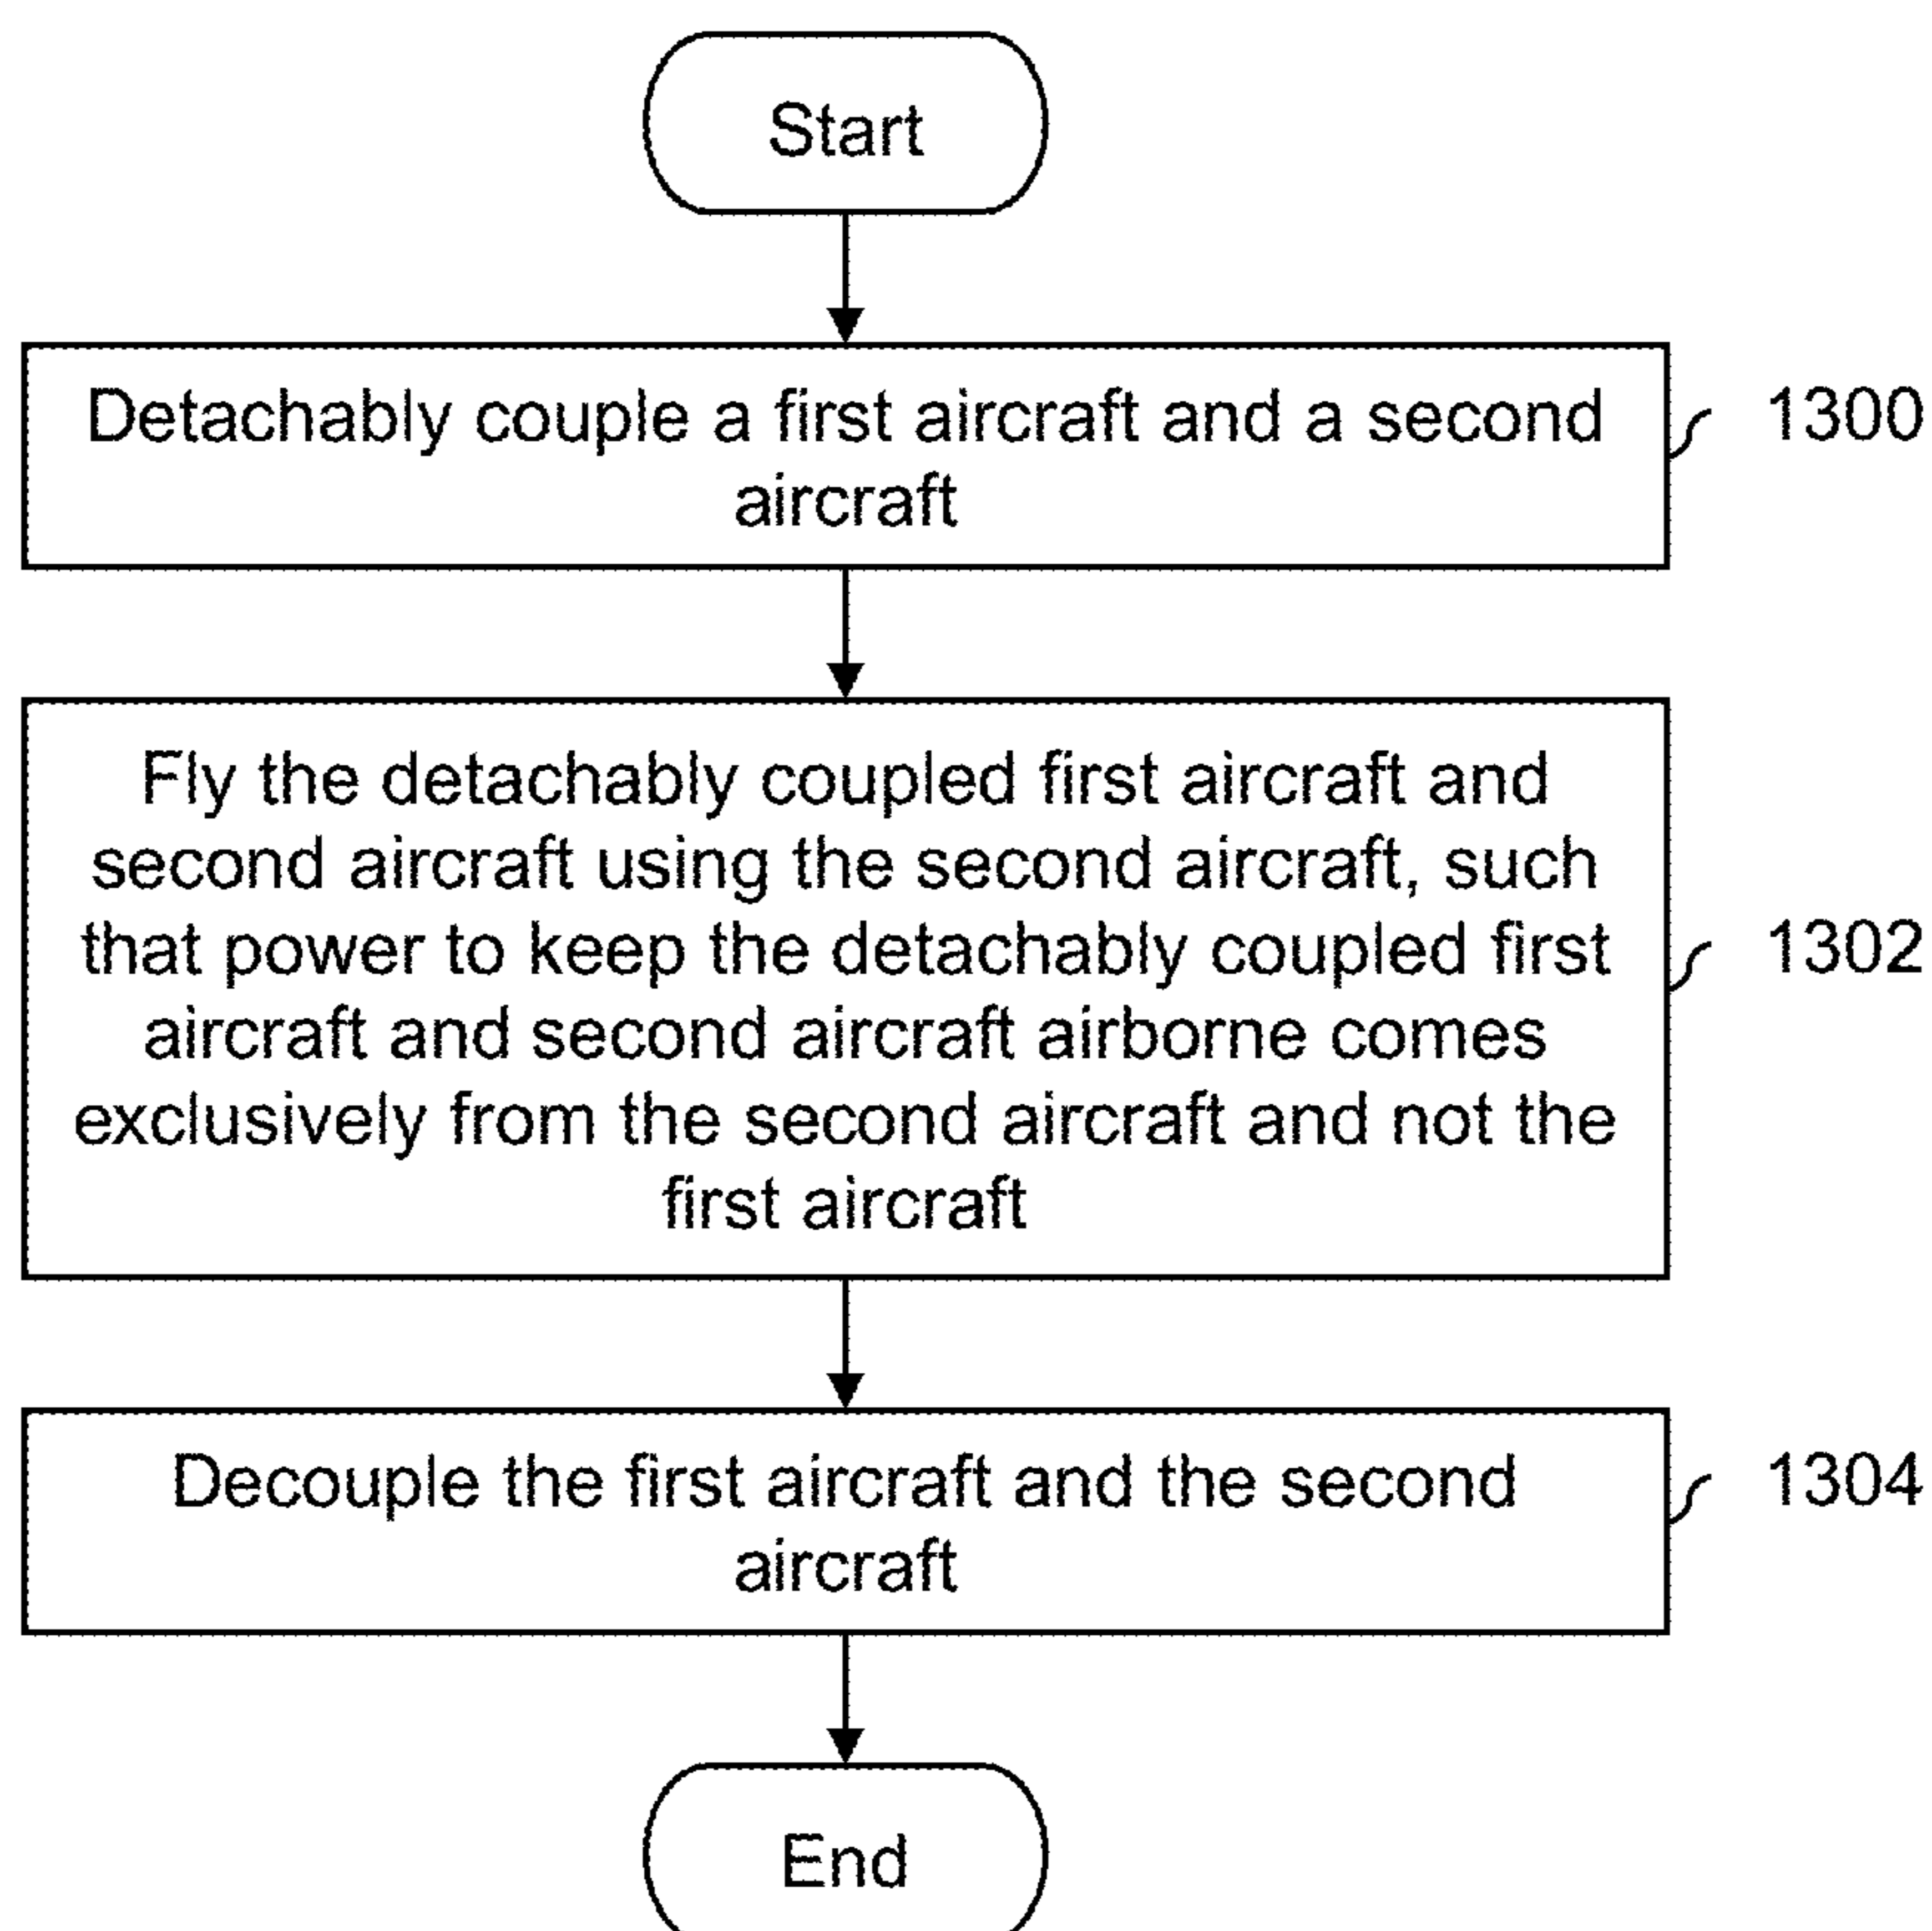 Start
Detachably couple a first aircraft and a second
aircraft
1300
Fly the detachably coupled first aircraft and
second aircraft using the second aircraft, such
that power to keep the detachably coupled first
aircraft and second aircraft airborne comes
exclusively from the second aircraft and not the
first aircraft
1302
Decouple the first aircraft and the second
aircraft
1304
End